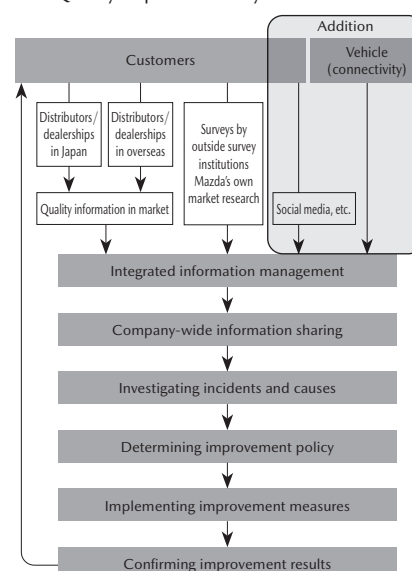 Addition
Customers
Vehicle
(connectivity)
Distributors/
dealerships
in Japan
Distributors/
dealerships
in overseas
Surveys by
outside survey
institutions
Mazda's own
market research
Quality information in market
Social media, etc.
Integrated information management
Company-wide information sharing
Investigating incidents and causes
Determining improvement policy
Implementing improvement measures
Confirming improvement results